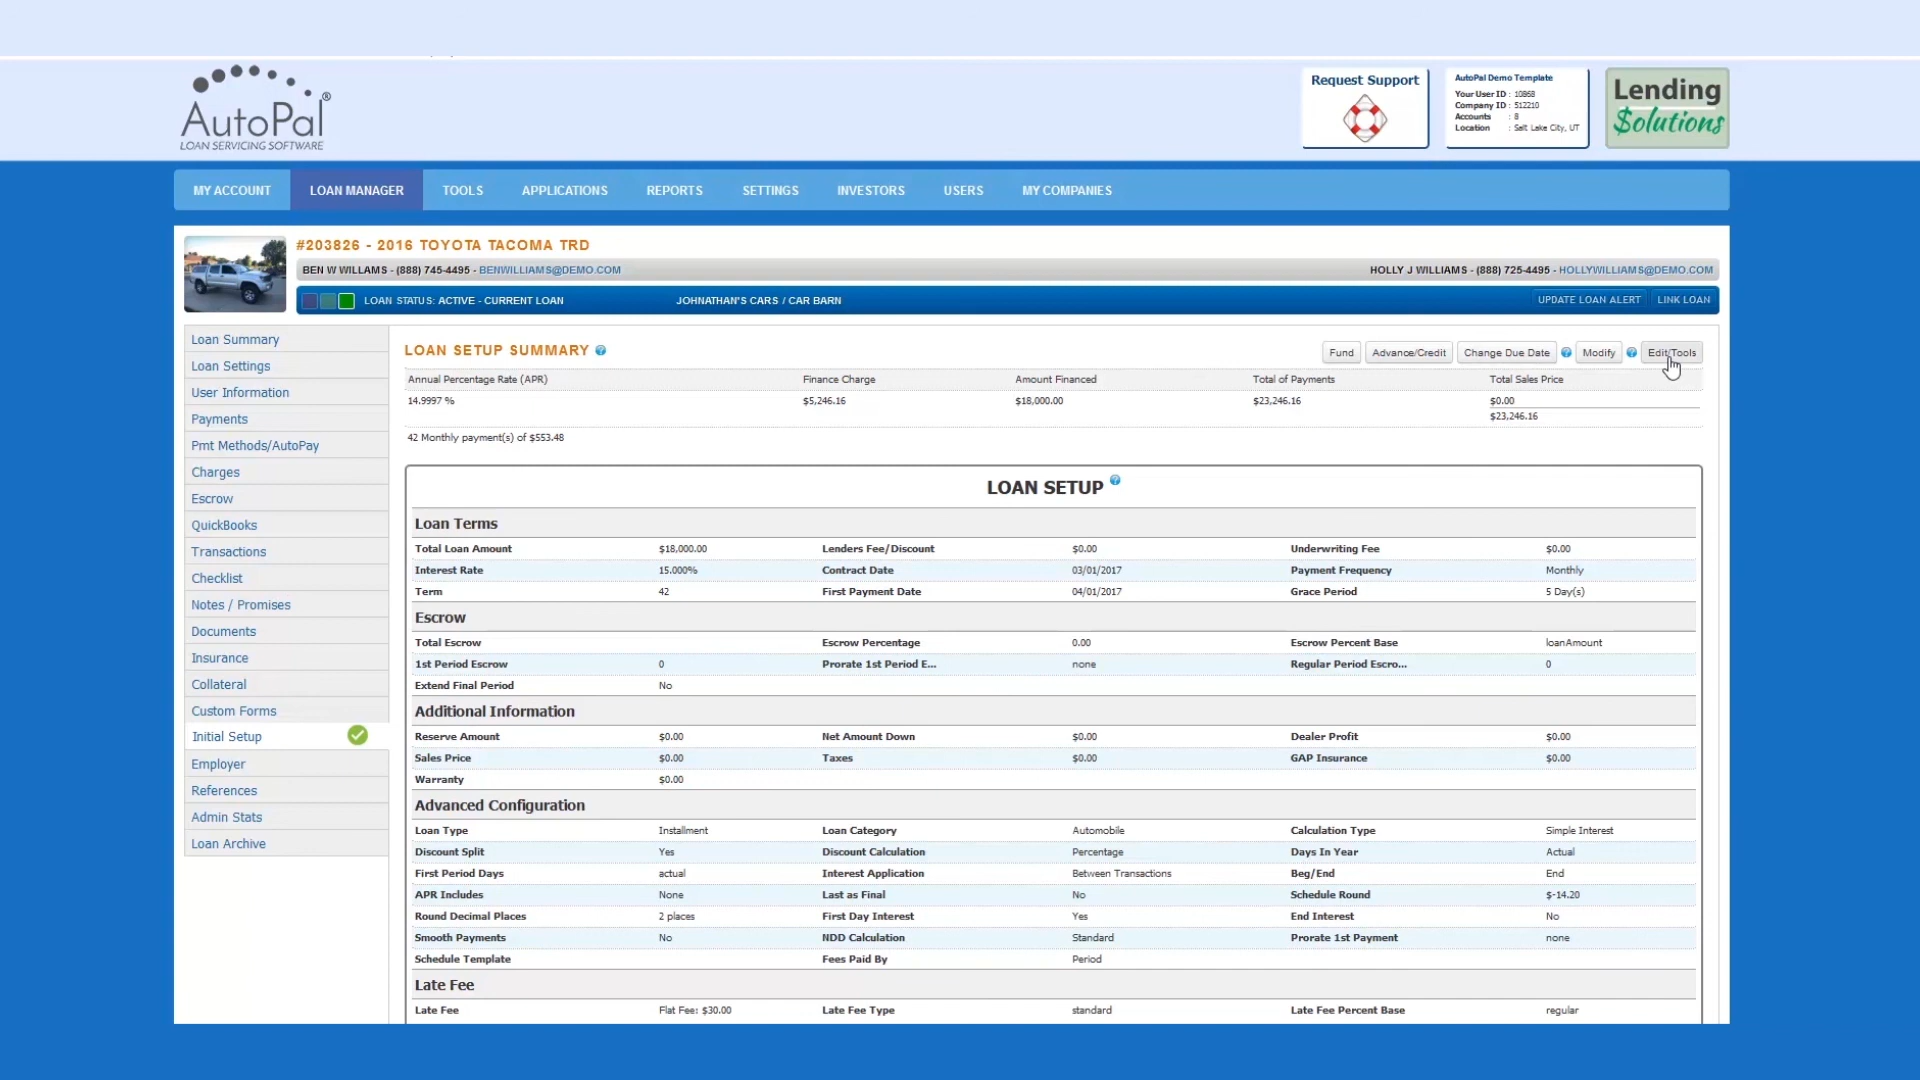 AutoPal®
LOAN SERVICING SOFTWARE
Request Support
AutoPal Demo Template
Your User ID : 10868
Company ID : 512210
Accounts : 8
Location : Salt Lake City, UT
Lending
$olutions
MY ACCOUNT LOAN MANAGER TOOLS APPLICATIONS REPORTS SETTINGS INVESTORS USERS MY COMPANIES
#203826 - 2016 TOYOTA TACOMA TRD
BEN W WILLAMS - (888) 745-4495 - BENWILLIAMS@DEMO.COM HOLLY J WILLIAMS - (888) 725-4495 - HOLLYWILLIAMS@DEMO.COM
LOAN STATUS: ACTIVE - CURRENT LOAN JOHNATHAN'S CARS / CAR BARN UPDATE LOAN ALERT LINK LOAN
Loan Summary
Loan Settings
User Information
Payments
Pmt Methods/AutoPay
Charges
Escrow
QuickBooks
Transactions
Checklist
Notes / Promises
Documents
Insurance
Collateral
Custom Forms
Initial Setup
Employer
References
Admin Stats
Loan Archive
LOAN SETUP SUMMARY ? Fund Advance/Credit Change Due Date ? Modify ? Edit/Tools
Annual Percentage Rate (APR) Finance Charge Amount Financed Total of Payments Total Sales Price
14.9997 % $5,246.16 $18,000.00 $23,246.16 $0.00
$23,246.16
42 Monthly payment(s) of $553.48
LOAN SETUP ?
Loan Terms
Total Loan Amount $18,000.00 Lenders Fee/Discount $0.00 Underwriting Fee $0.00
Interest Rate 15.000% Contract Date 03/01/2017 Payment Frequency Monthly
Term 42 First Payment Date 04/01/2017 Grace Period 5 Day(s)
Escrow
Total Escrow Escrow Percentage 0.00 Escrow Percent Base loanAmount
1st Period Escrow 0 Prorate 1st Period E... none Regular Period Escro... 0
Extend Final Period No
Additional Information
Reserve Amount $0.00 Net Amount Down $0.00 Dealer Profit $0.00
Sales Price $0.00 Taxes $0.00 GAP Insurance $0.00
Warranty $0.00
Advanced Configuration
Loan Type Installment Loan Category Automobile Calculation Type Simple Interest
Discount Split Yes Discount Calculation Percentage Days In Year Actual
First Period Days actual Interest Application Between Transactions Beg/End End
APR Includes None Last as Final No Schedule Round $-14.20
Round Decimal Places 2 places First Day Interest Yes End Interest No
Smooth Payments No NDD Calculation Standard Prorate 1st Payment none
Schedule Template Fees Paid By Period
Late Fee
Late Fee Flat Fee: $30.00 Late Fee Type standard Late Fee Percent Base regular